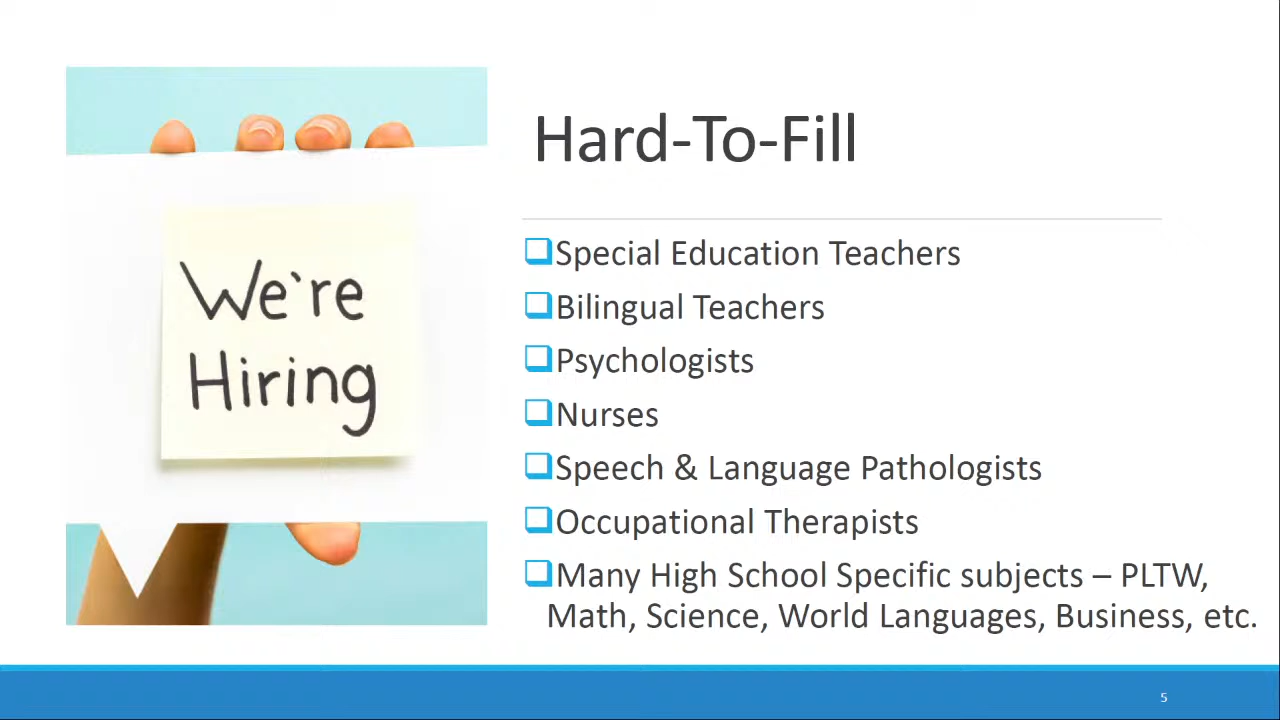 Hard-To-Fill
We're
Hiring
Special Education Teachers
Bilingual Teachers
Psychologists
Nurses
Speech & Language Pathologists
Occupational Therapists
Many High School Specific subjects – PLTW,
Math, Science, World Languages, Business, etc.
5